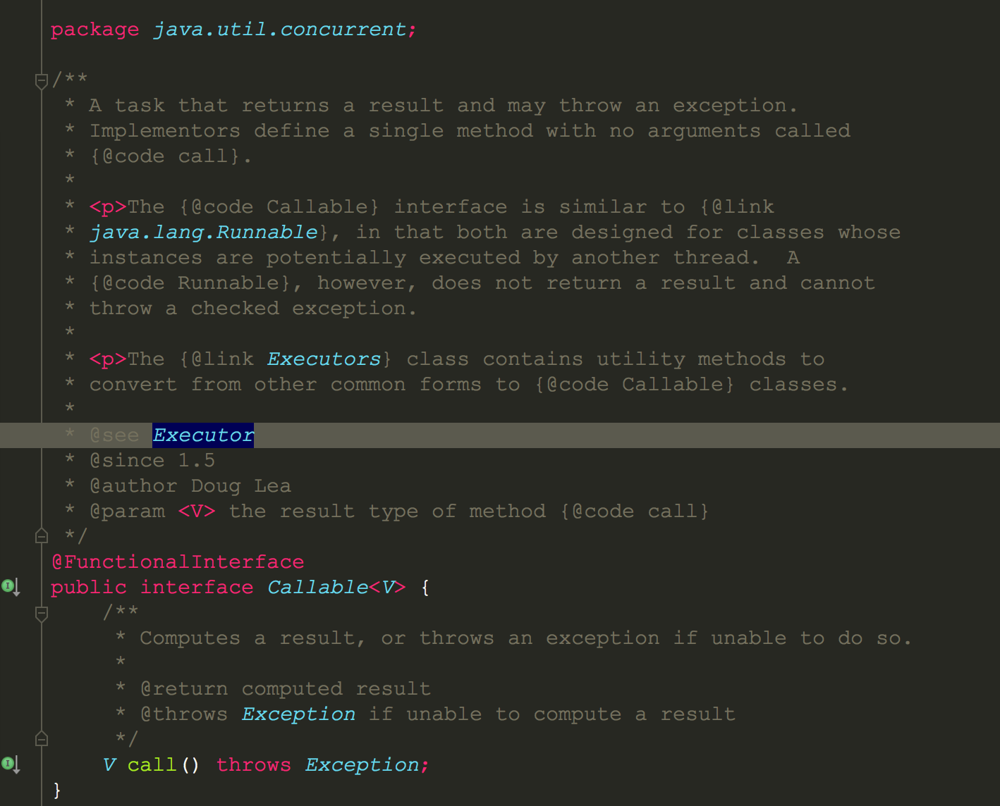 package java.util.concurrent;
/**
 * A task that returns a result and may throw an exception.
 * Implementors define a single method with no arguments called
 * {@code call}.
 *
 * <p>The {@code Callable} interface is similar to {@link
 * java.lang.Runnable}, in that both are designed for classes whose
 * instances are potentially executed by another thread.  A
 * {@code Runnable}, however, does not return a result and cannot
 * throw a checked exception.
 *
 * <p>The {@link Executors} class contains utility methods to
 * convert from other common forms to {@code Callable} classes.
 *
 * @see Executor
 * @since 1.5
 * @author Doug Lea
 * @param <V> the result type of method {@code call}
 */
@FunctionalInterface
public interface Callable<V> {
    /**
     * Computes a result, or throws an exception if unable to do so.
     *
     * @return computed result
     * @throws Exception if unable to compute a result
     */
    V call() throws Exception;
}